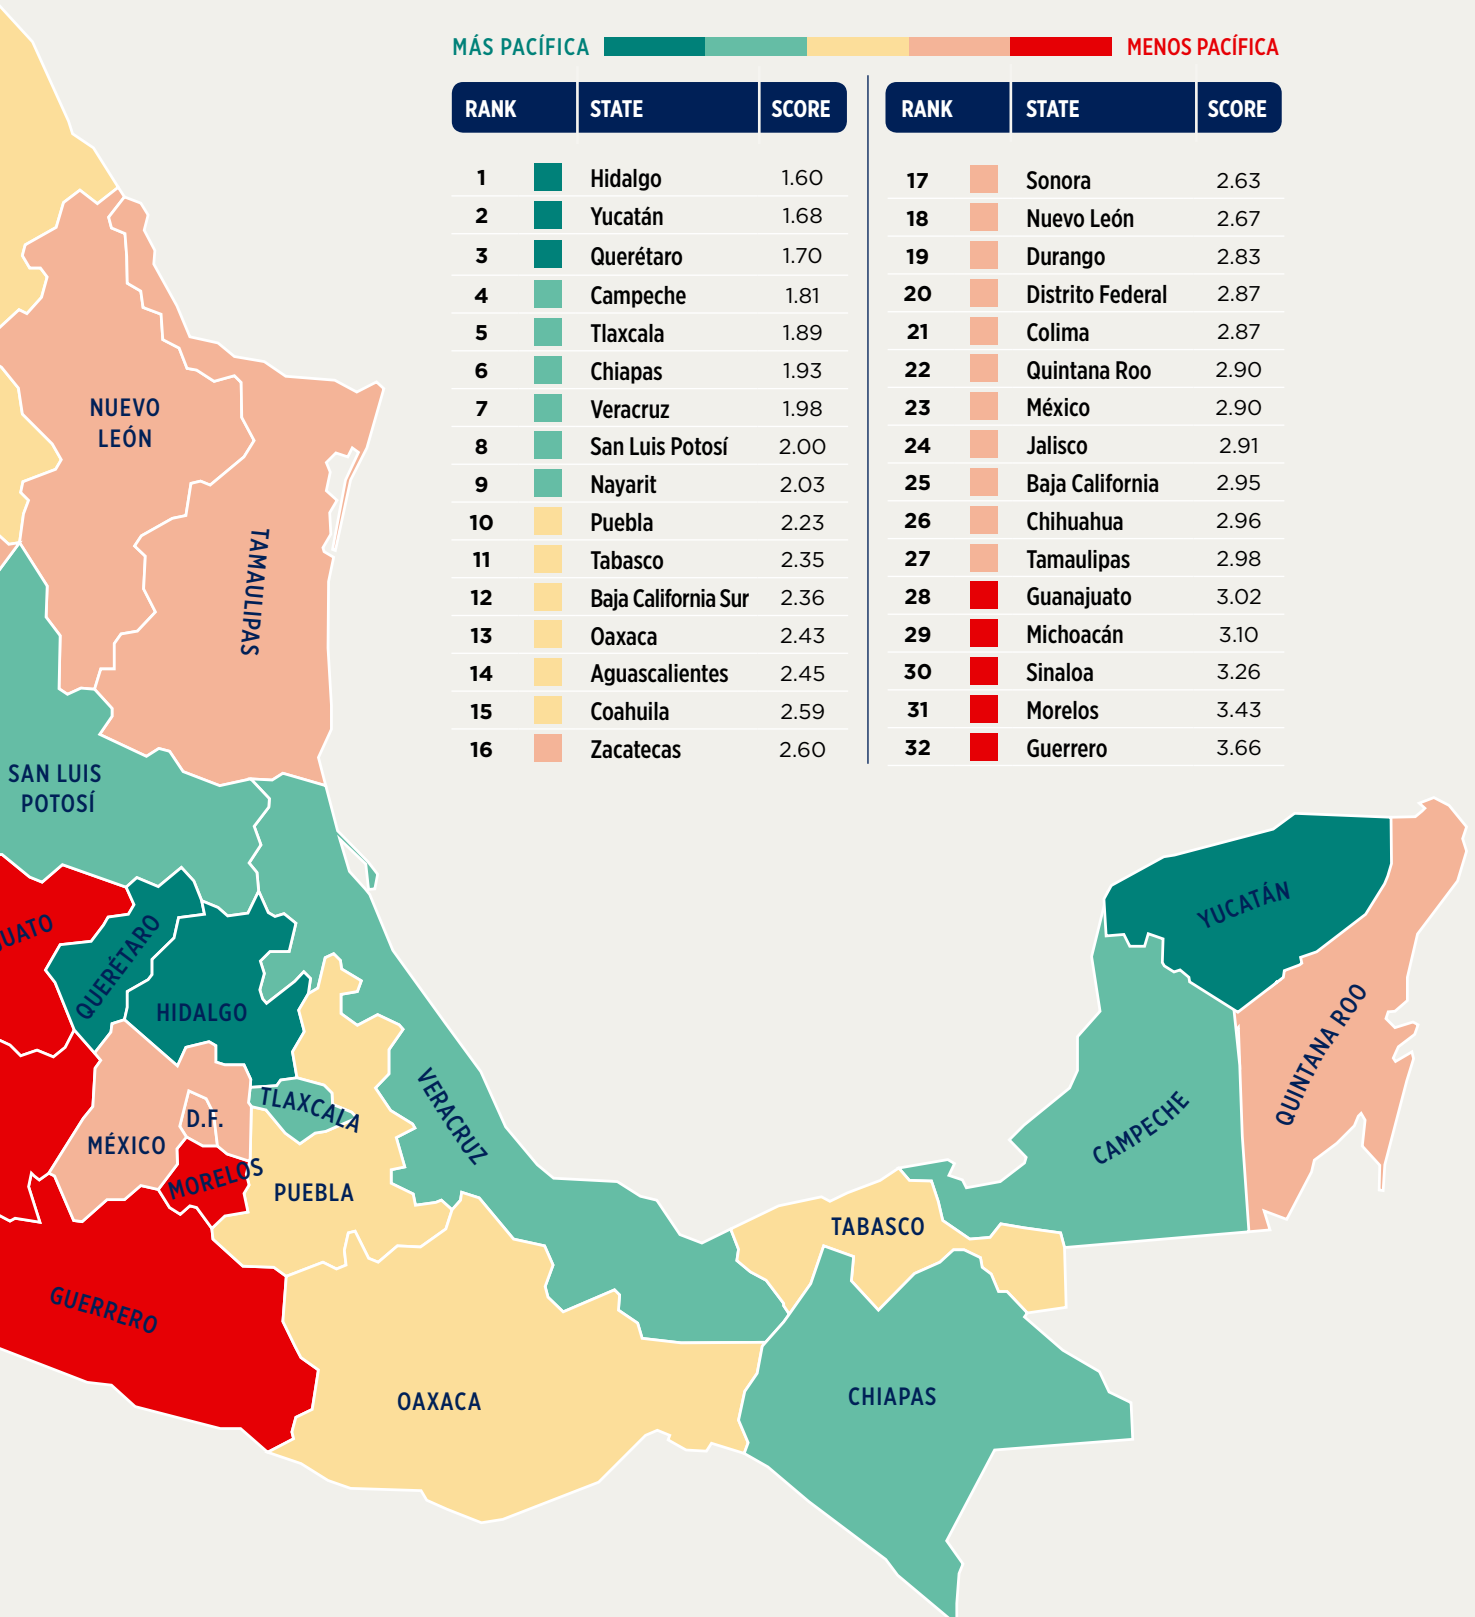 MÁS PACÍFICA MENOS PACÍFICA
RANK STATE SCORE
1 Hidalgo 1.60
2 Yucatán 1.68
3 Querétaro 1.70
4 Campeche 1.81
5 Tlaxcala 1.89
6 Chiapas 1.93
7 Veracruz 1.98
8 San Luis Potosí 2.00
9 Nayarit 2.03
10 Puebla 2.23
11 Tabasco 2.35
12 Baja California Sur 2.36
13 Oaxaca 2.43
14 Aguascalientes 2.45
15 Coahuila 2.59
16 Zacatecas 2.60
RANK STATE SCORE
17 Sonora 2.63
18 Nuevo León 2.67
19 Durango 2.83
20 Distrito Federal 2.87
21 Colima 2.87
22 Quintana Roo 2.90
23 México 2.90
24 Jalisco 2.91
25 Baja California 2.95
26 Chihuahua 2.96
27 Tamaulipas 2.98
28 Guanajuato 3.02
29 Michoacán 3.10
30 Sinaloa 3.26
31 Morelos 3.43
32 Guerrero 3.66
NUEVO
LEÓN
TAMAULIPAS
SAN LUIS
POTOSÍ
UATO
QUERÉTARO
HIDALGO
TLAXCALA
D.F.
MÉXICO
MORELOS
PUEBLA
VERACRUZ
GUERRERO
OAXACA
TABASCO
CHIAPAS
CAMPECHE
YUCATÁN
QUINTANA ROO